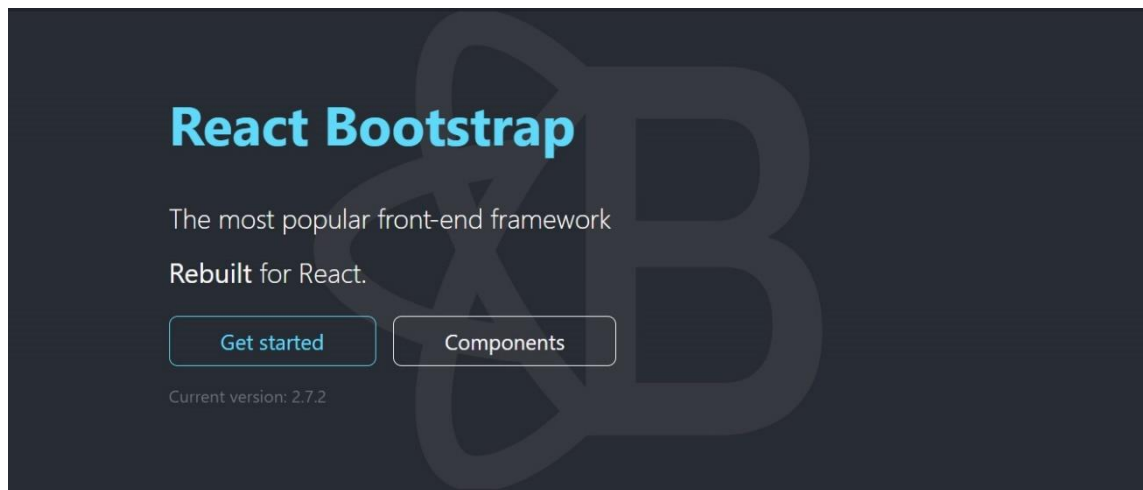 React Bootstrap
The most popular front-end framework
Rebuilt for React.
Get started
Components
Current version: 2.7.2